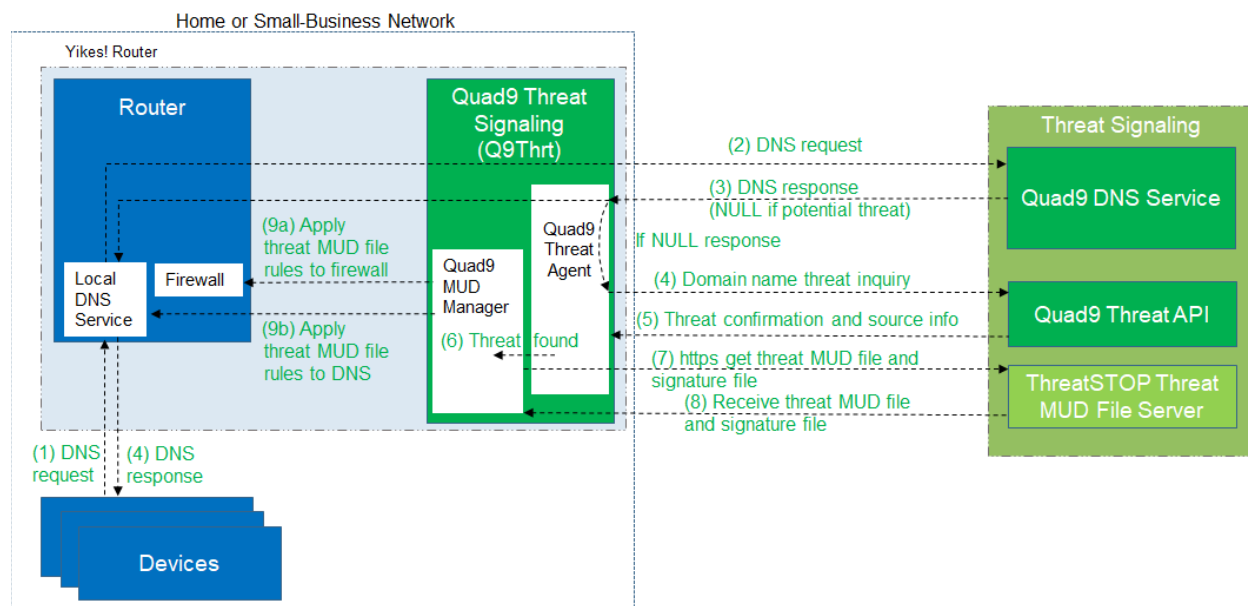 Home or Small-Business Network
Yikes! Router
Router
Quad9 Threat
Signaling
(Q9Thrt)
Threat Signaling
(2) DNS request
(3) DNS response
(NULL if potential threat)
Quad9 DNS Service
Quad9
Threat
Agent
If NULL response
(9a) Apply
threat MUD file
rules to firewall
Local
DNS
Service
Firewall
Quad9
MUD
Manager
(4) Domain name threat inquiry
Quad9 Threat API
(5) Threat confirmation and source info
(9b) Apply
threat MUD file
rules to DNS
(6) Threat found
(7) https get threat MUD file and
signature file
ThreatSTOP Threat
MUD File Server
(8) Receive threat MUD file
and signature file
(1) DNS
request
(4) DNS
response
Devices